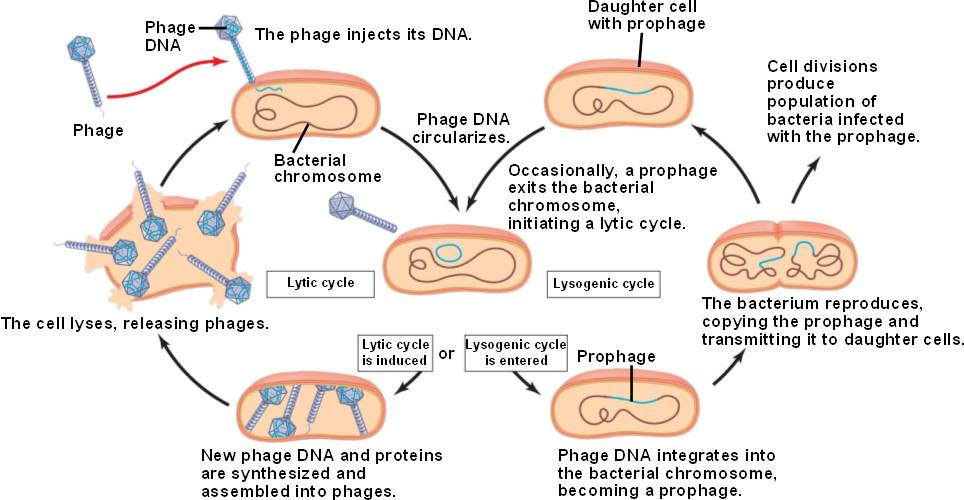 Phage
DNA
The phage injects its DNA.
Daughter cell
with prophage
Cell divisions
produce
population of
bacteria infected
with the prophage.
Phage
Phage DNA
circularizes.
Bacterial
chromosome
Occasionally, a prophage
exits the bacterial
chromosome,
initiating a lytic cycle.
Lytic cycle
Lysogenic cycle
The cell lyses, releasing phages.
The bacterium reproduces,
copying the prophage and
transmitting it to daughter cells.
Lytic cycle
is induced
or
Lysogenic cycle
is entered
Prophage
New phage DNA and proteins
are synthesized and
assembled into phages.
Phage DNA integrates into
the bacterial chromosome,
becoming a prophage.